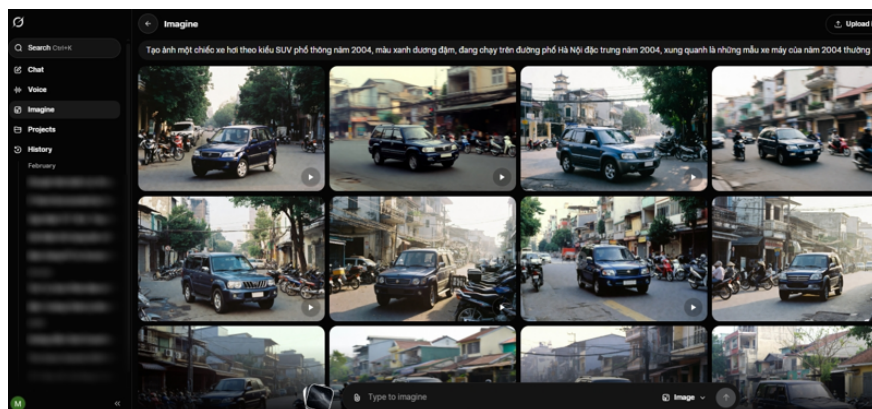 Imagine
Upload i
Search Ctrl+K
Tạo ảnh một chiếc xe hơi theo kiểu SUV phổ thông năm 2004, màu xanh dương đậm, đang chạy trên đường phố Hà Nội đặc trưng năm 2004, xung quanh là những mẫu xe máy của năm 2004 thường
Chat
Voice
Imagine
Projects
History
February
Type to imagine
Image
M